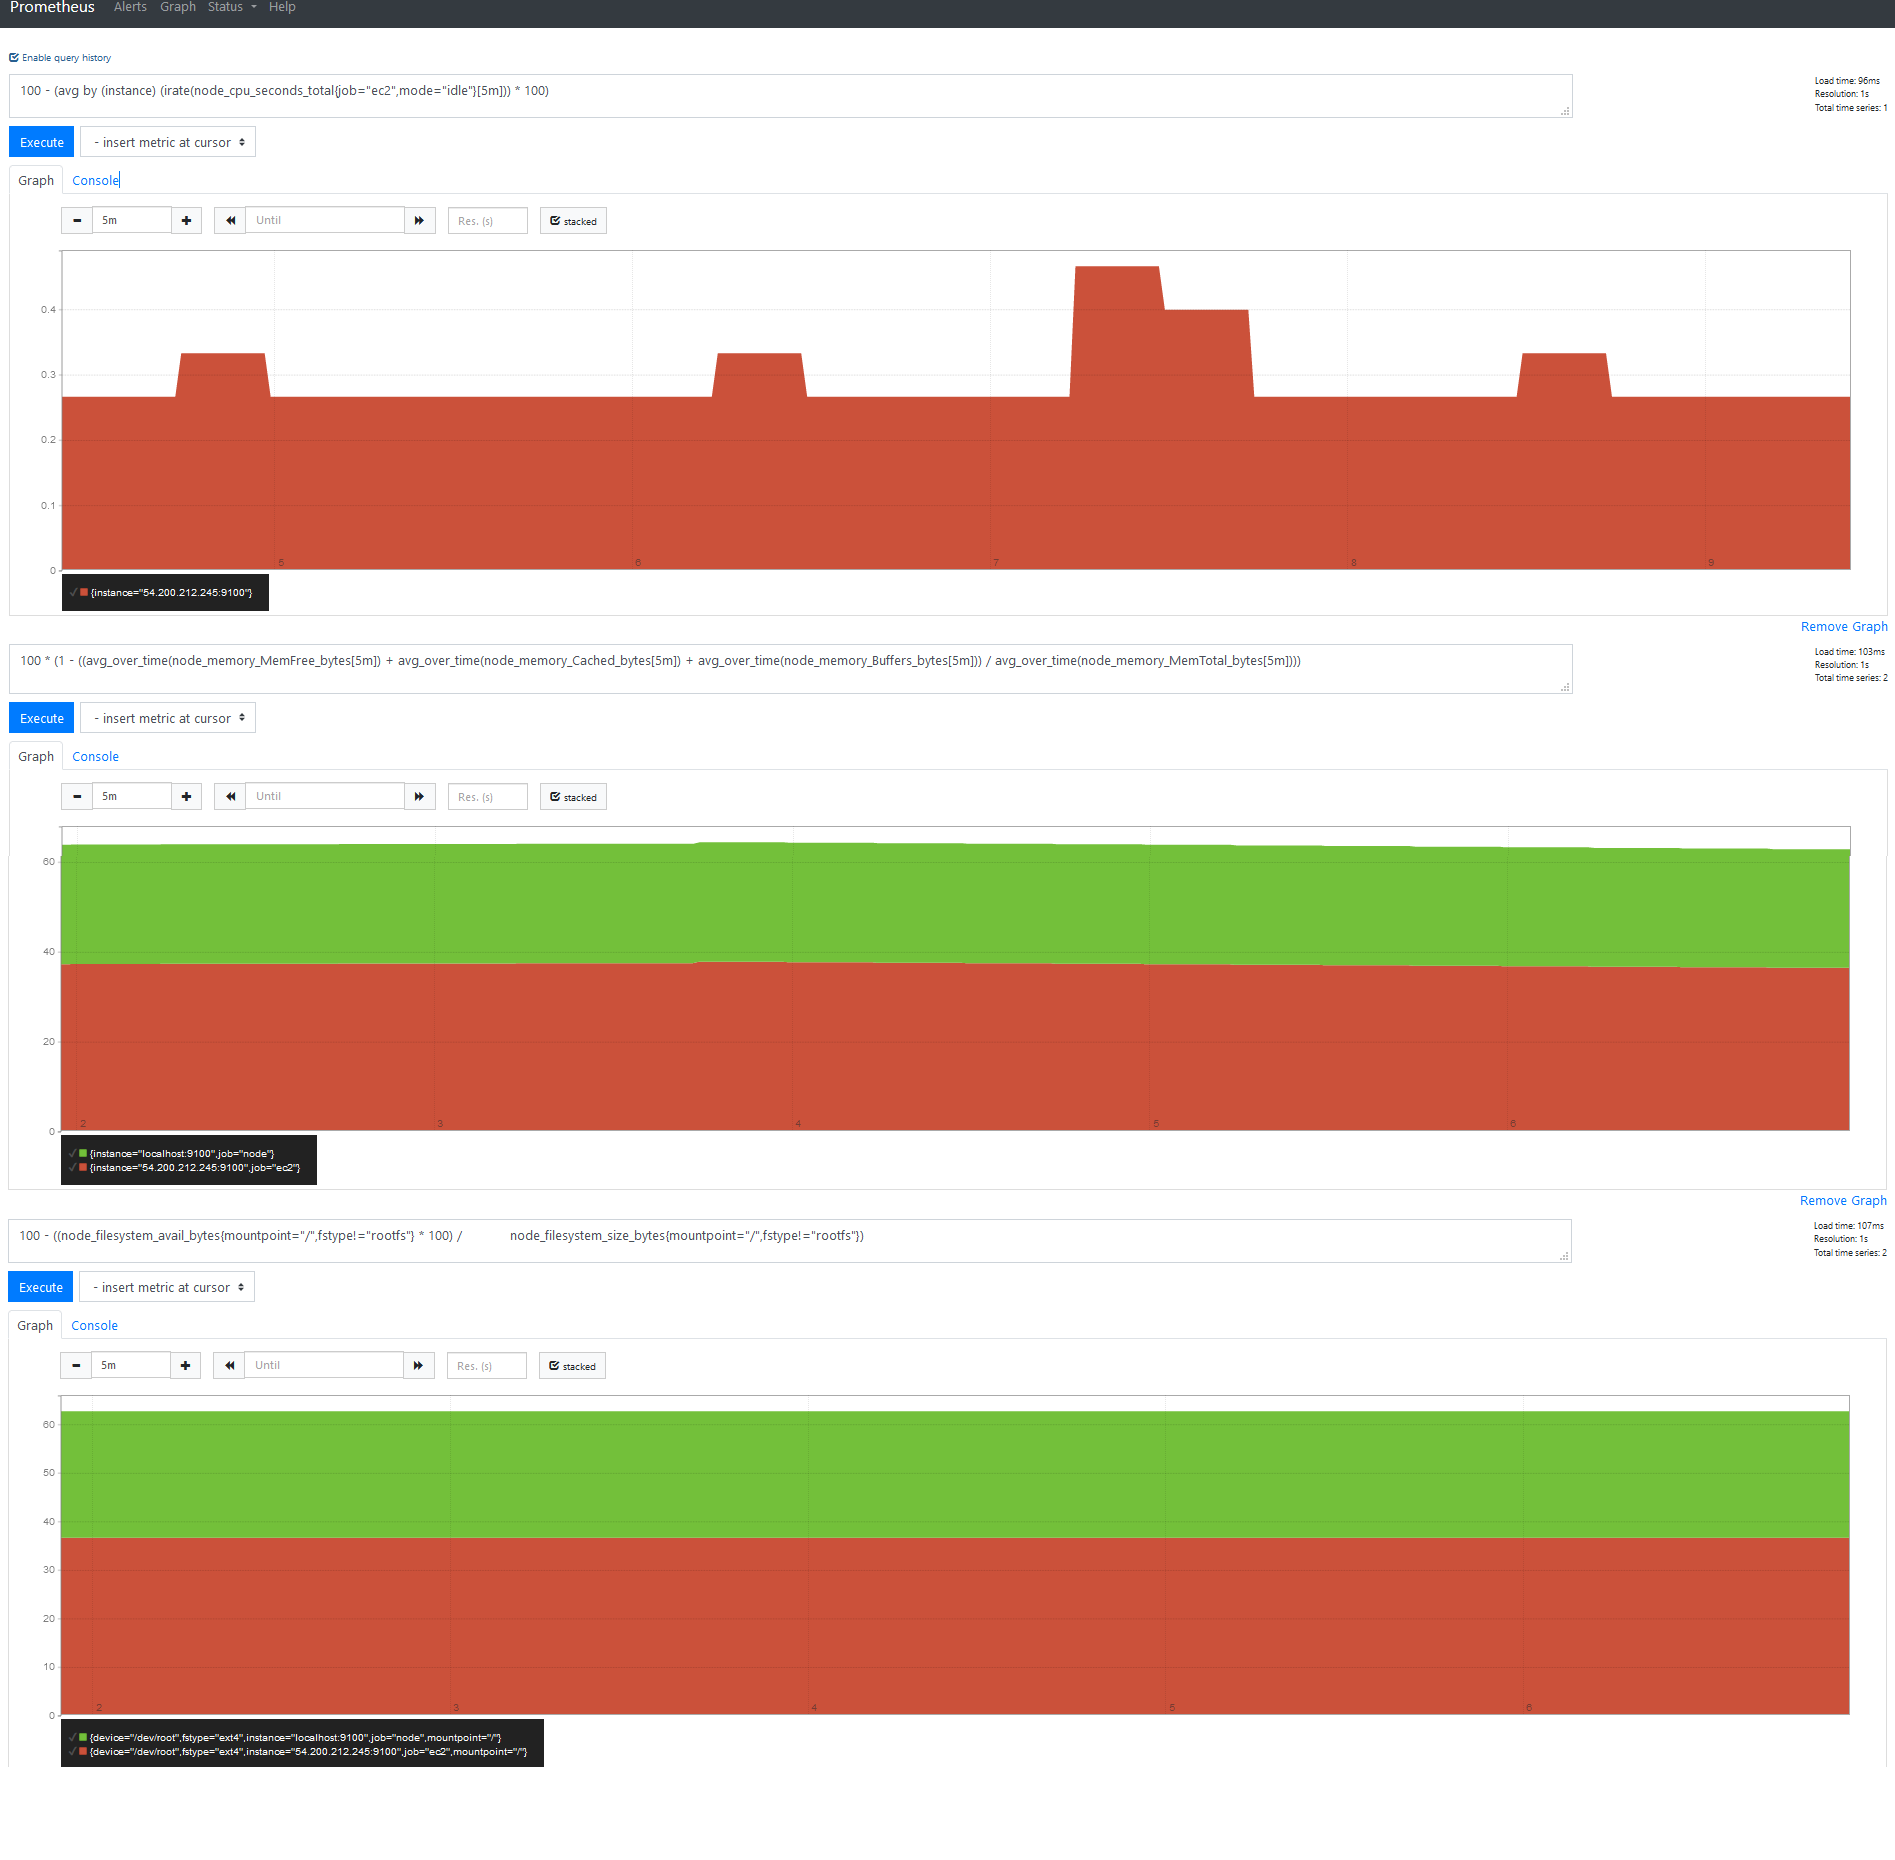 Prometheus Alerts Graph Status Help
Enable query history
100 - (avg by (instance) (irate(node_cpu_seconds_total{job="ec2",mode="idle"}[5m])) * 100)
Load time: 96ms
Resolution: 1s
Total time series: 1
Execute - insert metric at cursor
Graph Console
5m Until Res. (s) stacked
0.4
0.3
0.2
0.1
0
5 6 7 8 9
{instance="54.200.212.245:9100"}
Remove Graph
100 * (1 - ((avg_over_time(node_memory_MemFree_bytes[5m]) + avg_over_time(node_memory_Cached_bytes[5m]) + avg_over_time(node_memory_Buffers_bytes[5m])) / avg_over_time(node_memory_MemTotal_bytes[5m])))
Load time: 103ms
Resolution: 1s
Total time series: 2
Execute - insert metric at cursor
Graph Console
5m Until Res. (s) stacked
60
40
20
0
2 3 4 5 6
{instance="localhost:9100",job="node"}
{instance="54.200.212.245:9100",job="ec2"}
Remove Graph
100 - ((node_filesystem_avail_bytes{mountpoint="/",fstype!="rootfs"} * 100) / node_filesystem_size_bytes{mountpoint="/",fstype!="rootfs"})
Load time: 107ms
Resolution: 1s
Total time series: 2
Execute - insert metric at cursor
Graph Console
5m Until Res. (s) stacked
60
50
40
30
20
10
0
2 3 4 5 6
{device="/dev/root",fstype="ext4",instance="localhost:9100",job="node",mountpoint="/"}
{device="/dev/root",fstype="ext4",instance="54.200.212.245:9100",job="ec2",mountpoint="/"}